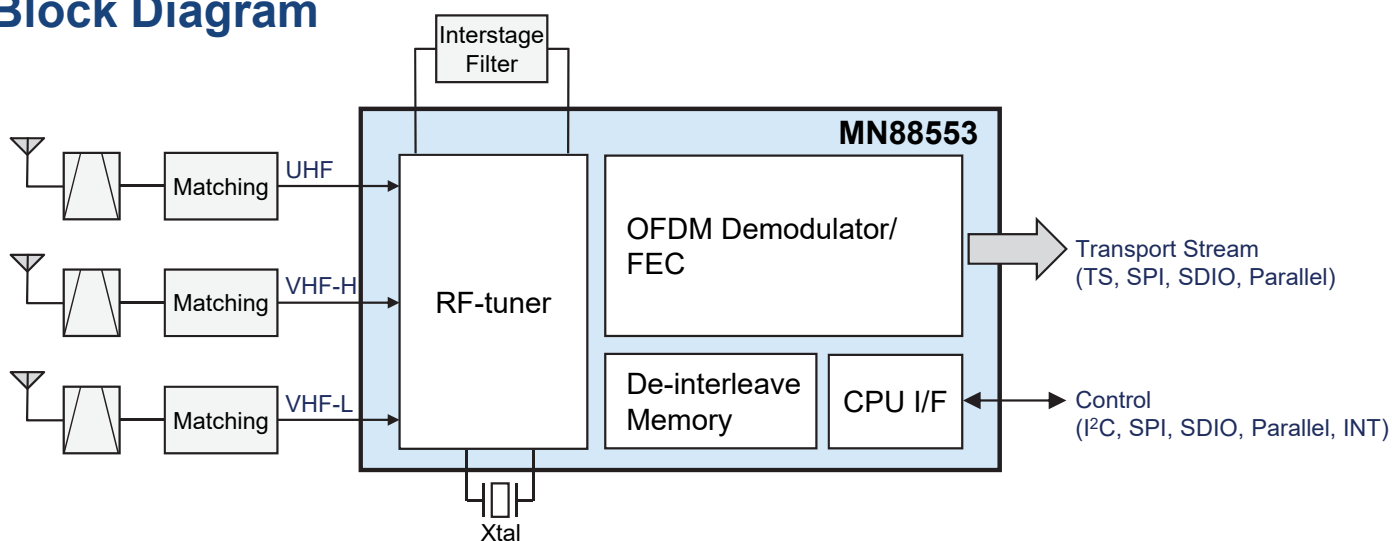 Block Diagram
Interstage
Filter
MN88553
Matching
UHF
Matching
VHF-H
Matching
VHF-L
RF-tuner
OFDM Demodulator/
FEC
De-interleave
Memory
CPU I/F
Transport Stream
(TS, SPI, SDIO, Parallel)
Control
(I²C, SPI, SDIO, Parallel, INT)
Xtal